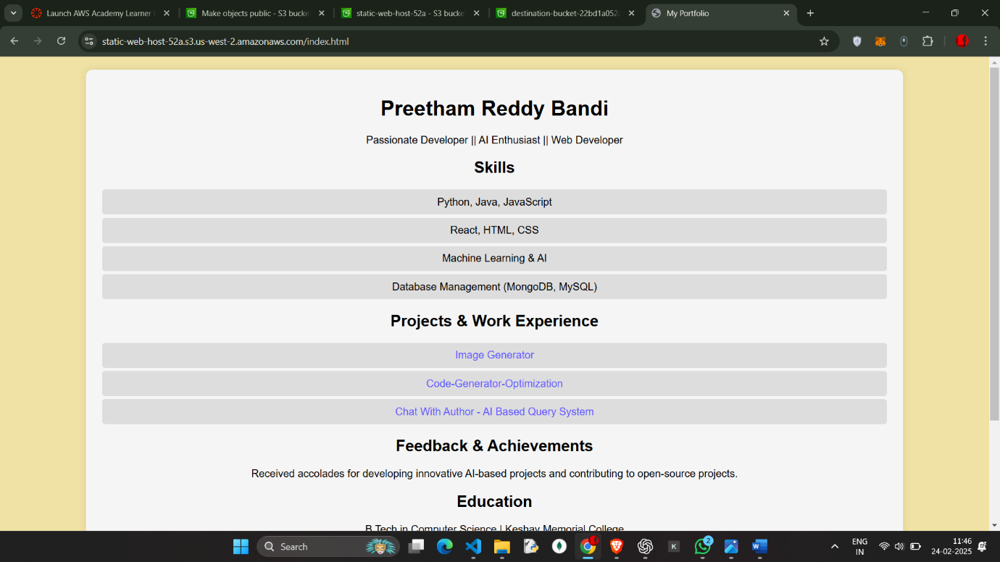 Launch AWS Academy Learner
Make objects public - S3 bucke
static-web-host-52a - S3 bucke
destination-bucket-22bd1a052
My Portfolio
static-web-host-52a.s3.us-west-2.amazonaws.com/index.html
Preetham Reddy Bandi
Passionate Developer || AI Enthusiast || Web Developer
Skills
Python, Java, JavaScript
React, HTML, CSS
Machine Learning & AI
Database Management (MongoDB, MySQL)
Projects & Work Experience
Image Generator
Code-Generator-Optimization
Chat With Author - AI Based Query System
Feedback & Achievements
Received accolades for developing innovative AI-based projects and contributing to open-source projects.
Education
B.Tech in Computer Science | Keshav Memorial College
Search
K
2
ENG
IN
11:46
24-02-2025